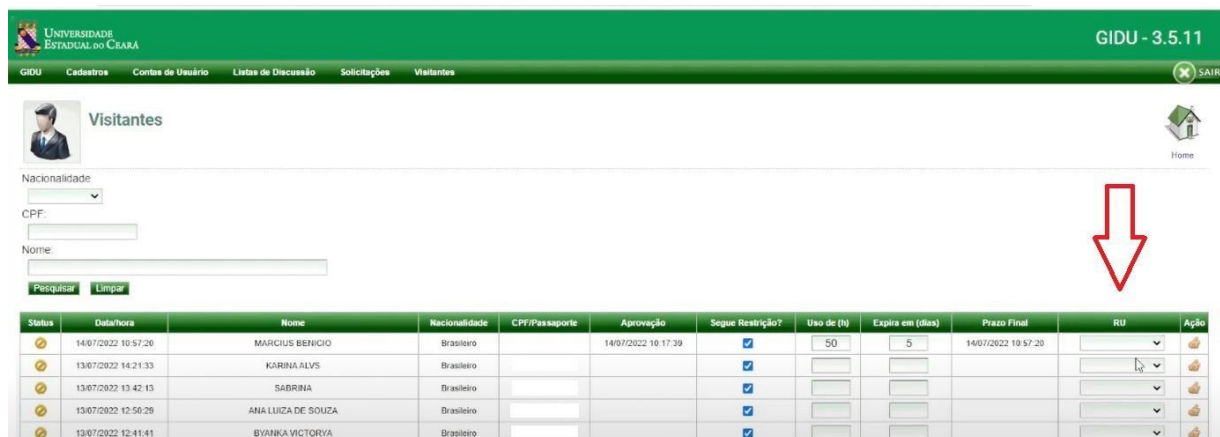 UNIVERSIDADE
ESTADUAL DO CEARÁ
GIDU - 3.5.11
GIDU Cadastros Contas de Usuário Listas de Discussão Solicitações Visitantes SAIR
Visitantes
Home
Nacionalidade
CPF:
Nome:
Pesquisar Limpar
Status Data/hora Nome Nacionalidade CPF/Passaporte Aprovação Segue Restrição? Uso de (h) Expira em (dias) Prazo Final RU Ação
14/07/2022 10:57:20 MARCIUS BENICIO Brasileiro 14/07/2022 10:17:39 50 5 14/07/2022 10:57:20
13/07/2022 14:21:33 KARINA ALVS Brasileiro
13/07/2022 13:42:13 SABRINA Brasileiro
13/07/2022 12:50:29 ANA LUIZA DE SOUZA Brasileiro
13/07/2022 12:41:41 BYANKA VICTORYA Brasileiro